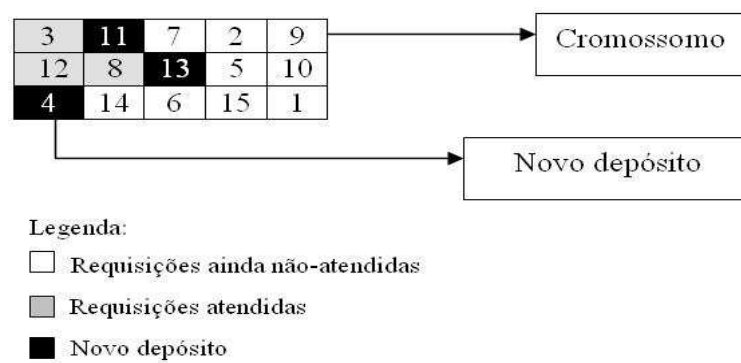 3 11 7 2 9
Cromossomo
12 8 13 5 10
4 14 6 15 1
Novo depósito
Legenda:
Requisições ainda não-atendidas
Requisições atendidas
Novo depósito